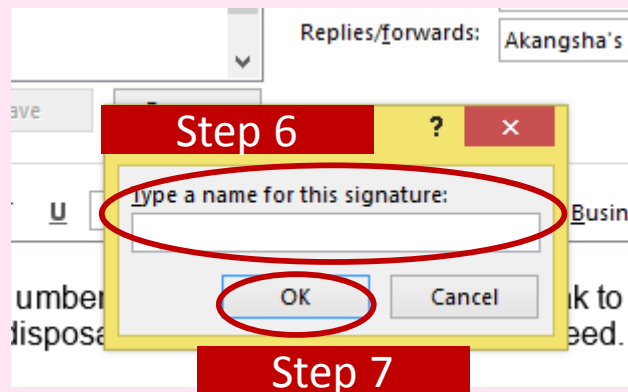 Replies/forwards: Akangsha's
ave
Step 6 ?
Type a name for this signature:
U Busin
umber OK Cancel nk to
disposa eed.
Step 7